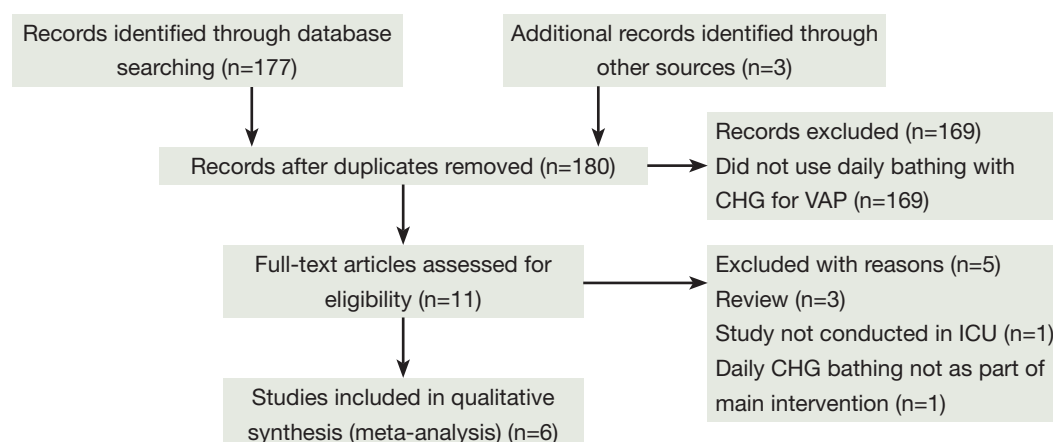 Records identified through database
searching (n=177)
Additional records identified through
other sources (n=3)
Records after duplicates removed (n=180)
Records excluded (n=169)
Did not use daily bathing with
CHG for VAP (n=169)
Full-text articles assessed for
eligibility (n=11)
Excluded with reasons (n=5)
Review (n=3)
Study not conducted in ICU (n=1)
Daily CHG bathing not as part of
main intervention (n=1)
Studies included in qualitative
synthesis (meta-analysis) (n=6)